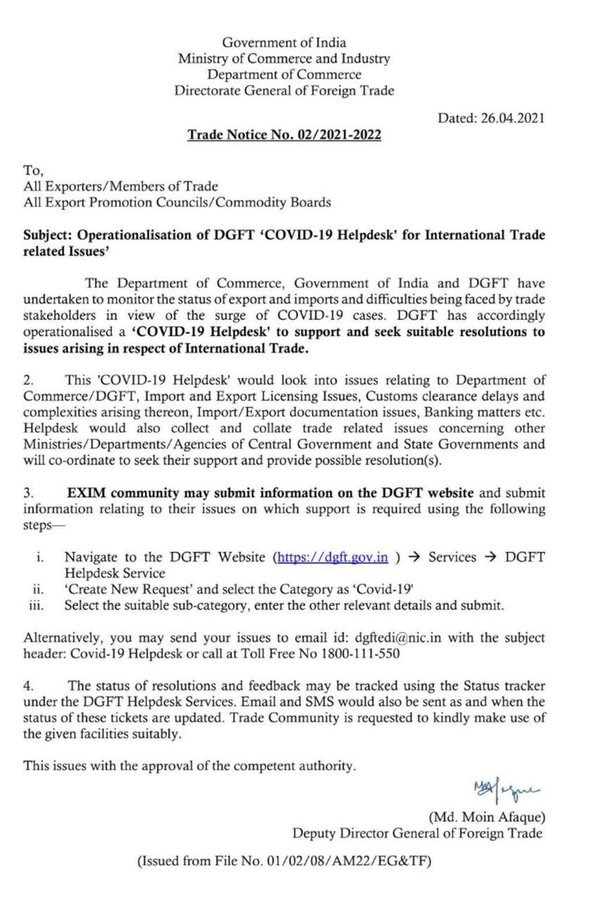 Government of India
Ministry of Commerce and Industry
Department of Commerce
Directorate General of Foreign Trade
Dated: 26.04.2021
Trade Notice No. 02/2021-2022
To,
All Exporters/Members of Trade
All Export Promotion Councils/Commodity Boards
Subject: Operationalisation of DGFT ‘COVID-19 Helpdesk' for International Trade
related Issues’
The Department of Commerce, Government of India and DGFT have
undertaken to monitor the status of export and imports and difficulties being faced by trade
stakeholders in view of the surge of COVID-19 cases. DGFT has accordingly
operationalised a ‘COVID-19 Helpdesk' to support and seek suitable resolutions to
issues arising in respect of International Trade.
2. This 'COVID-19 Helpdesk' would look into issues relating to Department of
Commerce/DGFT, Import and Export Licensing Issues, Customs clearance delays and
complexities arising thereon, Import/Export documentation issues, Banking matters etc.
Helpdesk would also collect and collate trade related issues concerning other
Ministries/Departments/Agencies of Central Government and State Governments and
will co-ordinate to seek their support and provide possible resolution(s).
3. EXIM community may submit information on the DGFT website and submit
information relating to their issues on which support is required using the following
steps—
i. Navigate to the DGFT Website (https://dgft.gov.in ) → Services → DGFT
Helpdesk Service
ii. ‘Create New Request’ and select the Category as ‘Covid-19'
iii. Select the suitable sub-category, enter the other relevant details and submit.
Alternatively, you may send your issues to email id: dgftedi@nic.in with the subject
header: Covid-19 Helpdesk or call at Toll Free No 1800-111-550
4. The status of resolutions and feedback may be tracked using the Status tracker
under the DGFT Helpdesk Services. Email and SMS would also be sent as and when the
status of these tickets are updated. Trade Community is requested to kindly make use of
the given facilities suitably.
This issues with the approval of the competent authority.
(Md. Moin Afaque)
Deputy Director General of Foreign Trade
(Issued from File No. 01/02/08/AM22/EG&TF)